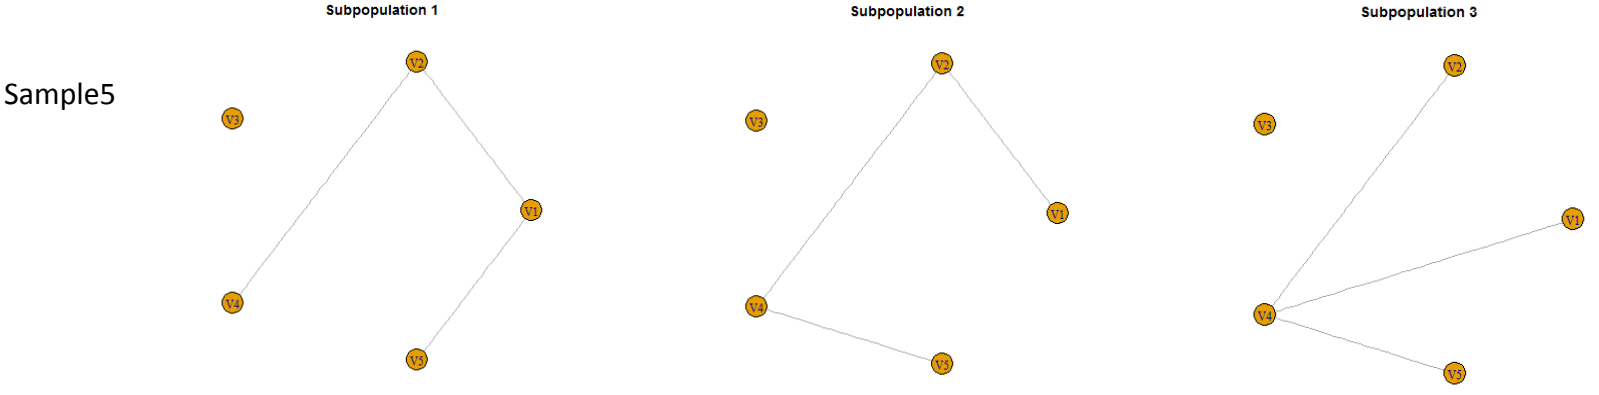 Subpopulation 1
Subpopulation 2
Subpopulation 3
Sample5
V2
V3
V1
V4
V5
V2
V3
V1
V4
V5
V2
V3
V1
V4
V5